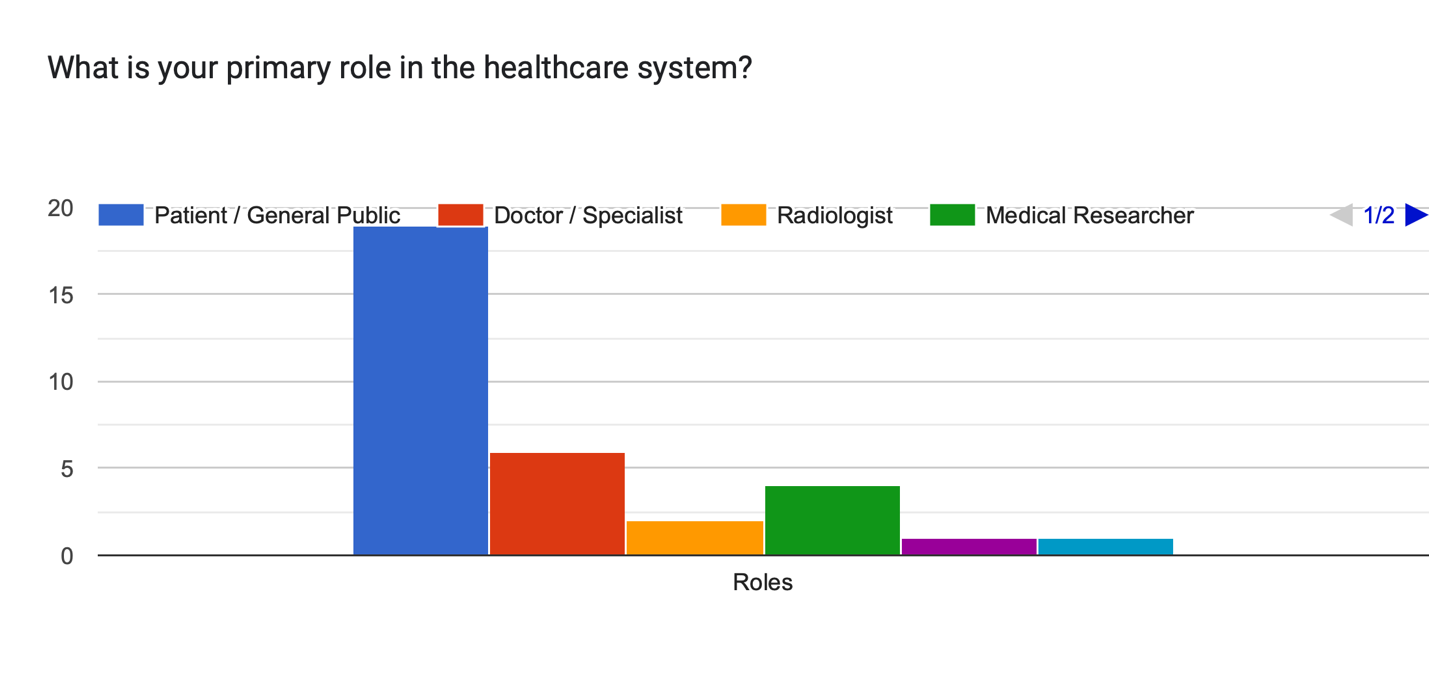 What is your primary role in the healthcare system?
20
Patient / General Public Doctor / Specialist Radiologist Medical Researcher 1/2
15
10
5
0
Roles